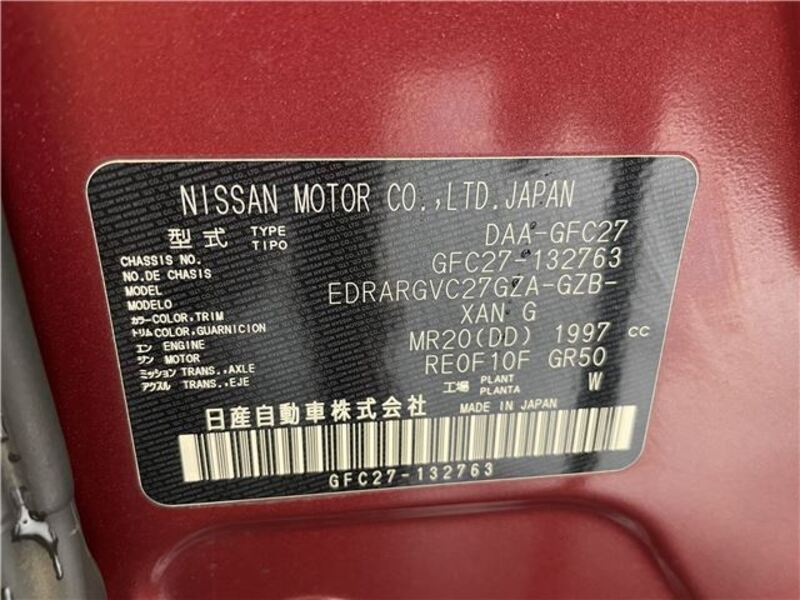 NISSAN MOTOR CO.,LTD.JAPAN
型式 TYPE TIPO DAA-GFC27
CHASSIS NO. NO.DE CHASIS GFC27-132763
MODEL MODELO EDRARGVC27GZA-GZB-
カラー COLOR,TRIM トリム COLOR,GUARNICION XAN G
エン ENGINE ジン MOTOR MR20(DD) 1997 cc
ミッション TRANS.,AXLE アクスル TRANS.,EJE RE0F10F GR50
工場 PLANT PLANTA W
日産自動車株式会社 MADE IN JAPAN
GFC27-132763